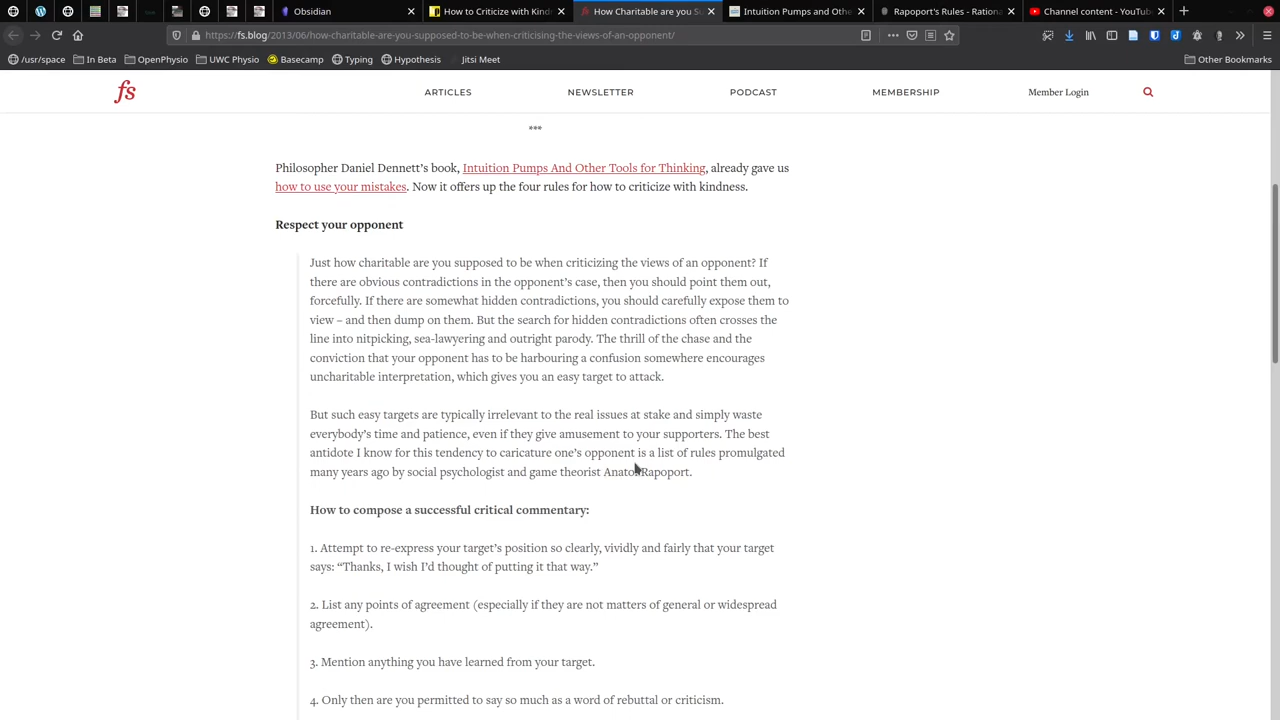 Obsidian
How to Criticize with Kind
How Charitable are you S
Intuition Pumps and Othe
Rapoport's Rules - Rationa
Channel content - YouTub
https://fs.blog/2013/06/how-charitable-are-you-supposed-to-be-when-criticising-the-views-of-an-opponent/
/usr/space In Beta OpenPhysio UWC Physio Basecamp Typing Hypothesis Jitsi Meet Other Bookmarks
fs ARTICLES NEWSLETTER PODCAST MEMBERSHIP Member Login
***
Philosopher Daniel Dennett’s book, Intuition Pumps And Other Tools for Thinking, already gave us
how to use your mistakes. Now it offers up the four rules for how to criticize with kindness.
Respect your opponent
Just how charitable are you supposed to be when criticizing the views of an opponent? If
there are obvious contradictions in the opponent’s case, then you should point them out,
forcefully. If there are somewhat hidden contradictions, you should carefully expose them to
view – and then dump on them. But the search for hidden contradictions often crosses the
line into nitpicking, sea-lawyering and outright parody. The thrill of the chase and the
conviction that your opponent has to be harbouring a confusion somewhere encourages
uncharitable interpretation, which gives you an easy target to attack.
But such easy targets are typically irrelevant to the real issues at stake and simply waste
everybody’s time and patience, even if they give amusement to your supporters. The best
antidote I know for this tendency to caricature one’s opponent is a list of rules promulgated
many years ago by social psychologist and game theorist Anatol Rapoport.
How to compose a successful critical commentary:
1. Attempt to re-express your target’s position so clearly, vividly and fairly that your target
says: “Thanks, I wish I’d thought of putting it that way.”
2. List any points of agreement (especially if they are not matters of general or widespread
agreement).
3. Mention anything you have learned from your target.
4. Only then are you permitted to say so much as a word of rebuttal or criticism.